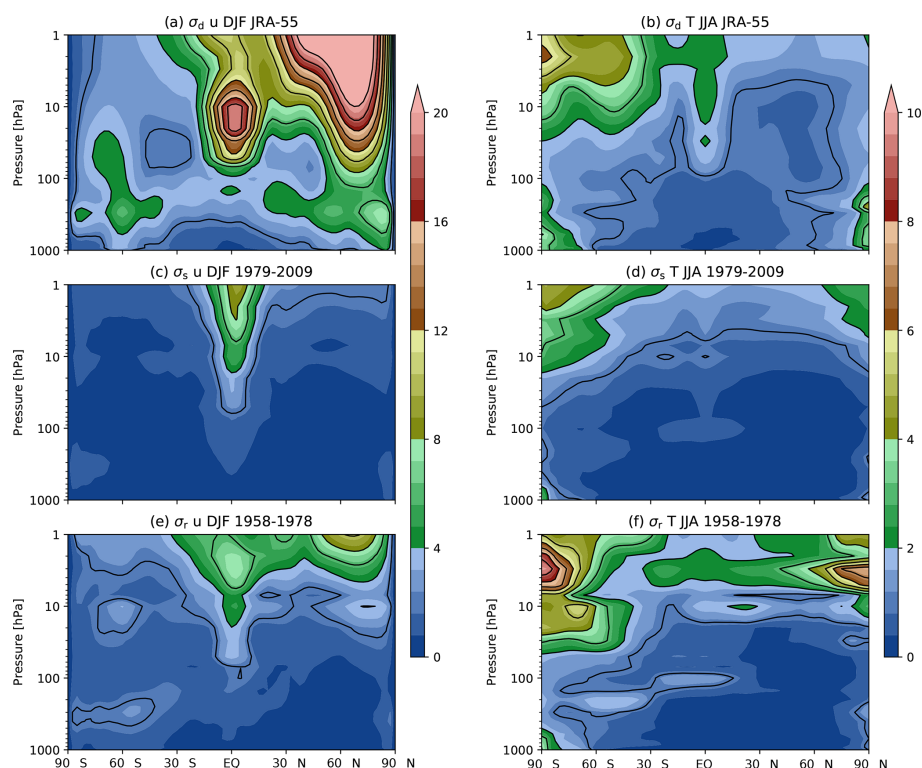 (a) σd u DJF JRA-55
(b) σd T JJA JRA-55
Pressure [hPa]
1
10
100
1000
Pressure [hPa]
1
10
100
1000
(c) σs u DJF 1979-2009
(d) σs T JJA 1979-2009
Pressure [hPa]
1
10
100
1000
Pressure [hPa]
1
10
100
1000
(e) σr u DJF 1958-1978
(f) σr T JJA 1958-1978
Pressure [hPa]
1
10
100
1000
90 S 60 S 30 S EQ 30 N 60 N 90 N
Pressure [hPa]
1
10
100
1000
90 S 60 S 30 S EQ 30 N 60 N 90 N
20
16
12
8
4
0
10
8
6
4
2
0